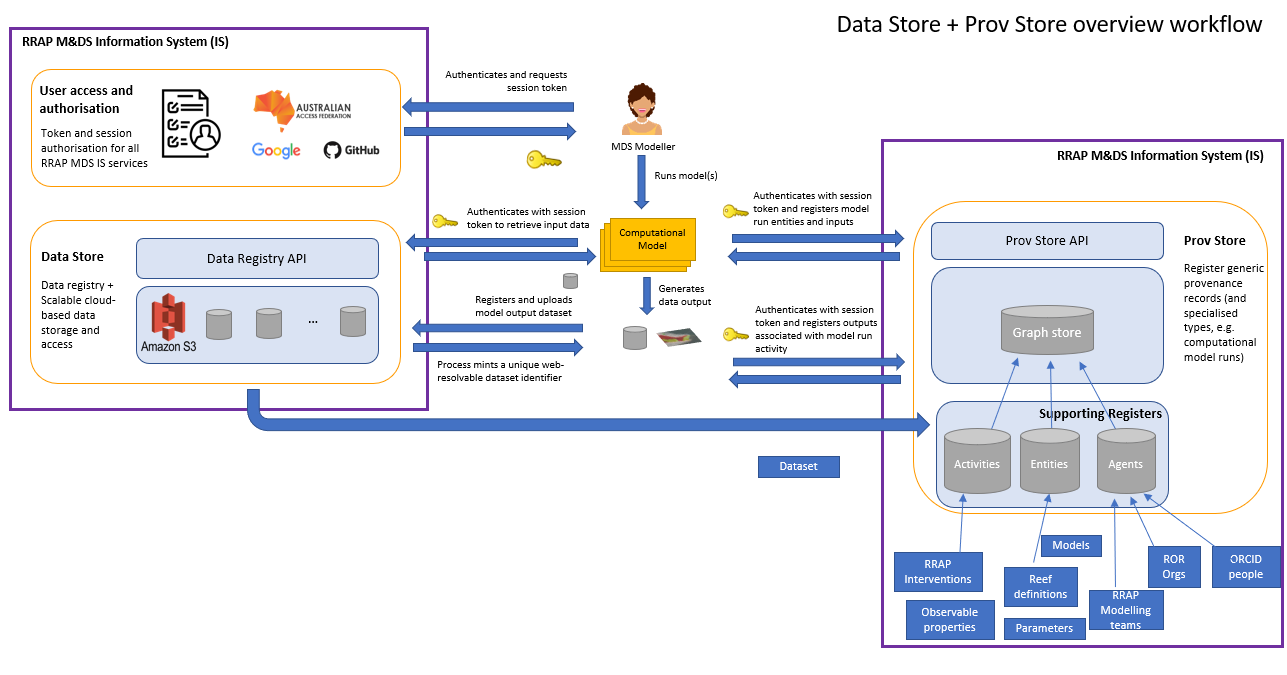 Data Store + Prov Store overview workflow
RRAP M&DS Information System (IS)
User access and
authorisation
Token and session
authorisation for all
RRAP MDS IS services
AUSTRALIAN
ACCESS FEDERATION
Google
GitHub
Authenticates and requests
session token
MDS Modeller
Runs model(s)
Data Store
Data registry +
Scalable cloud-
based data
storage and
access
Data Registry API
Amazon S3
...
Authenticates with session
token to retrieve input data
Computational
Model
Registers and uploads
model output dataset
Generates
data output
Process mints a unique web-
resolvable dataset identifier
Authenticates with session
token and registers model
run entities and inputs
Authenticates with session
token and registers outputs
associated with model run
activity
Dataset
RRAP M&DS Information System (IS)
Prov Store API
Prov Store
Register generic
provenance
records (and
specialised
types, e.g.
computational
model runs)
Graph store
Supporting Registers
Activities
Entities
Agents
RRAP
Interventions
Observable
properties
Models
Reef
definitions
Parameters
RRAP
Modelling
teams
ROR
Orgs
ORCID
people